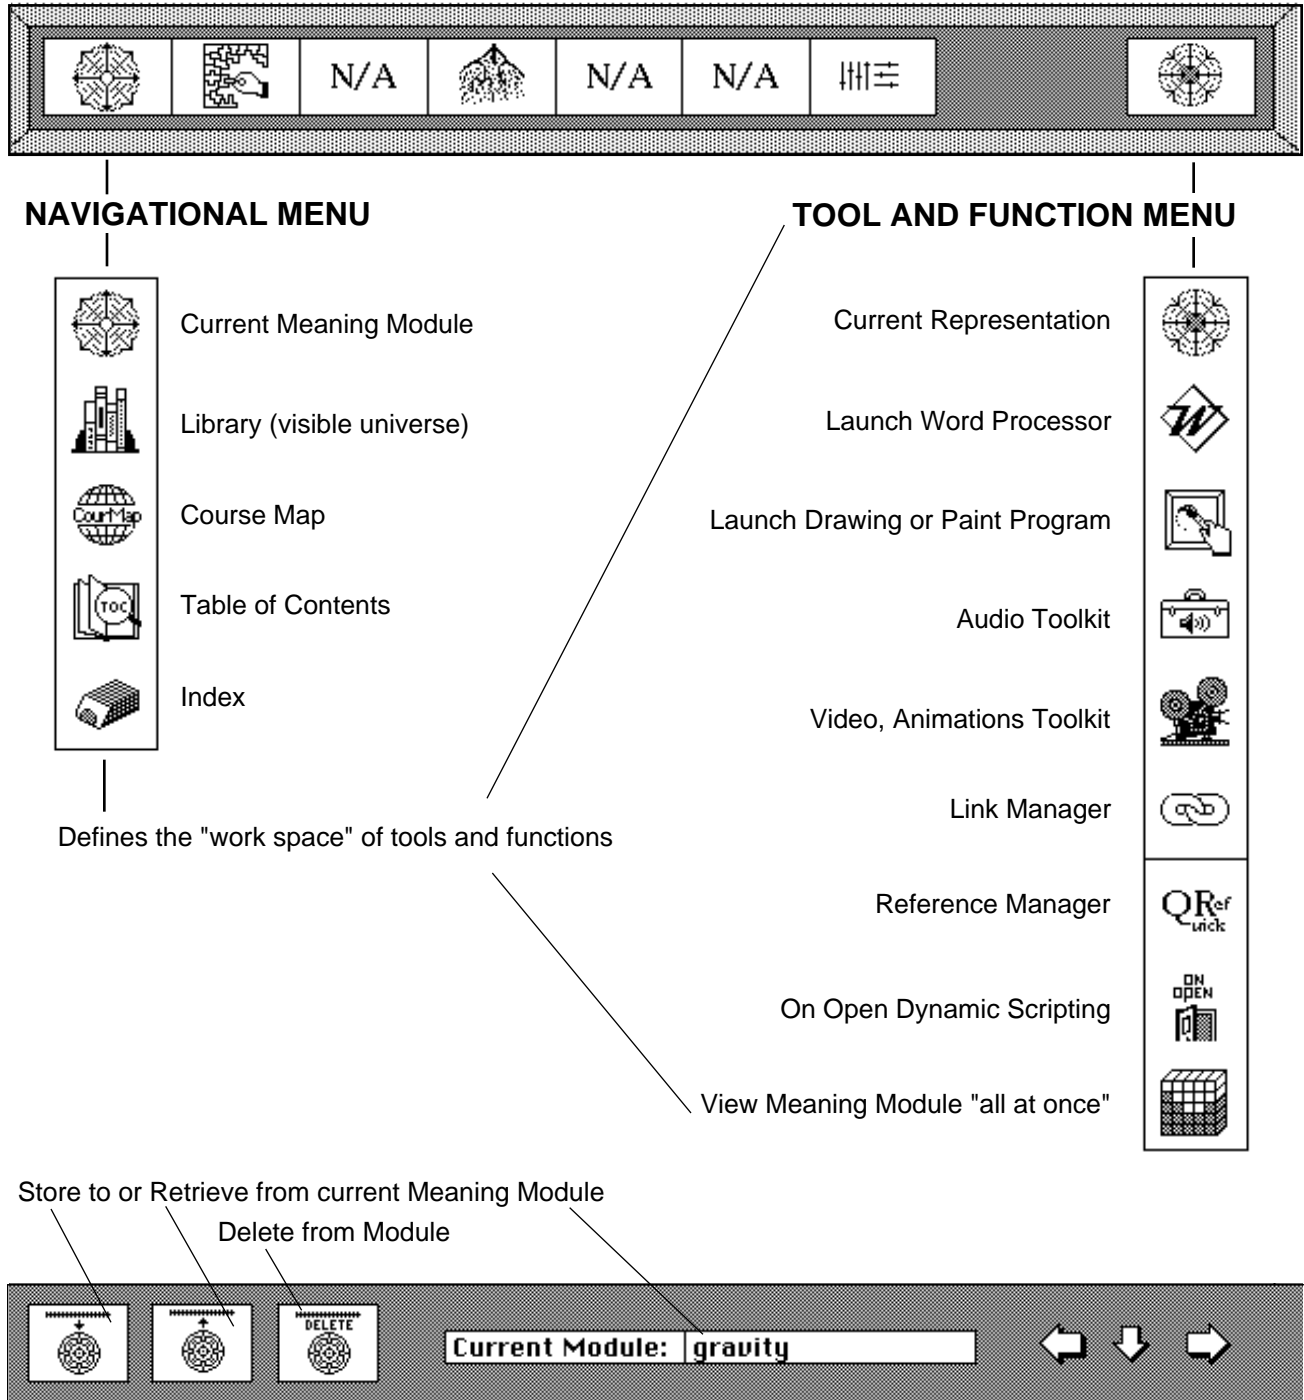 N/A
N/A
N/A
NAVIGATIONAL MENU
TOOL AND FUNCTION MENU
Current Meaning Module
Current Representation
Library (visible universe)
Launch Word Processor
W
CourMap
Course Map
Launch Drawing or Paint Program
TOC
Table of Contents
Audio Toolkit
Index
Video, Animations Toolkit
Link Manager
Defines the "work space" of tools and functions
Reference Manager
QRef
uick
On Open Dynamic Scripting
ON
OPEN
View Meaning Module "all at once"
Store to or Retrieve from current Meaning Module
Delete from Module
DELETE
Current Module: gravity